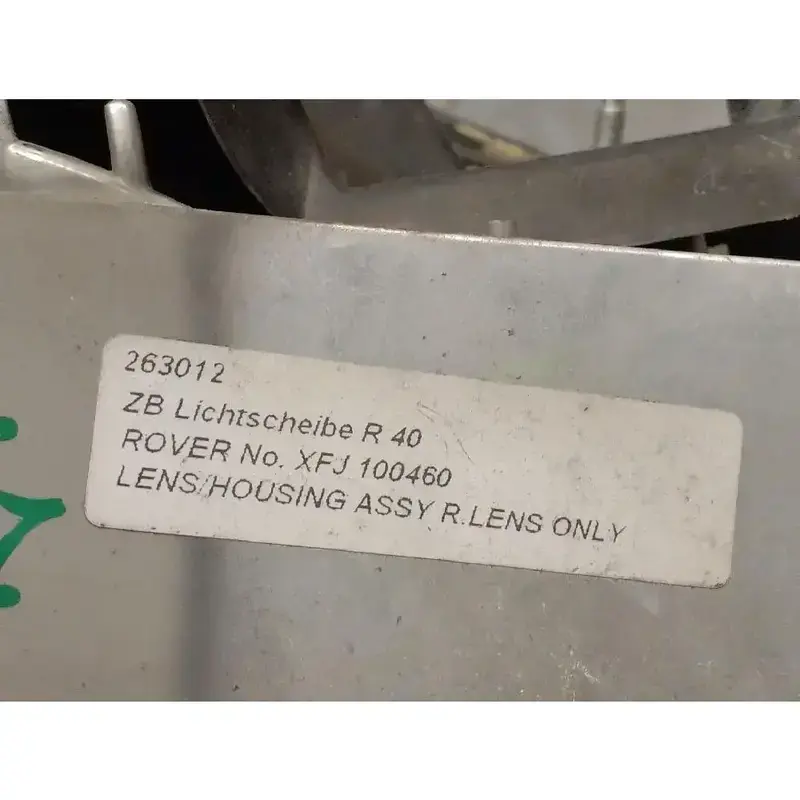 263012
ZB Lichtscheibe R 40
ROVER No. XFJ 100460
LENS/HOUSING ASSY R.LENS ONLY